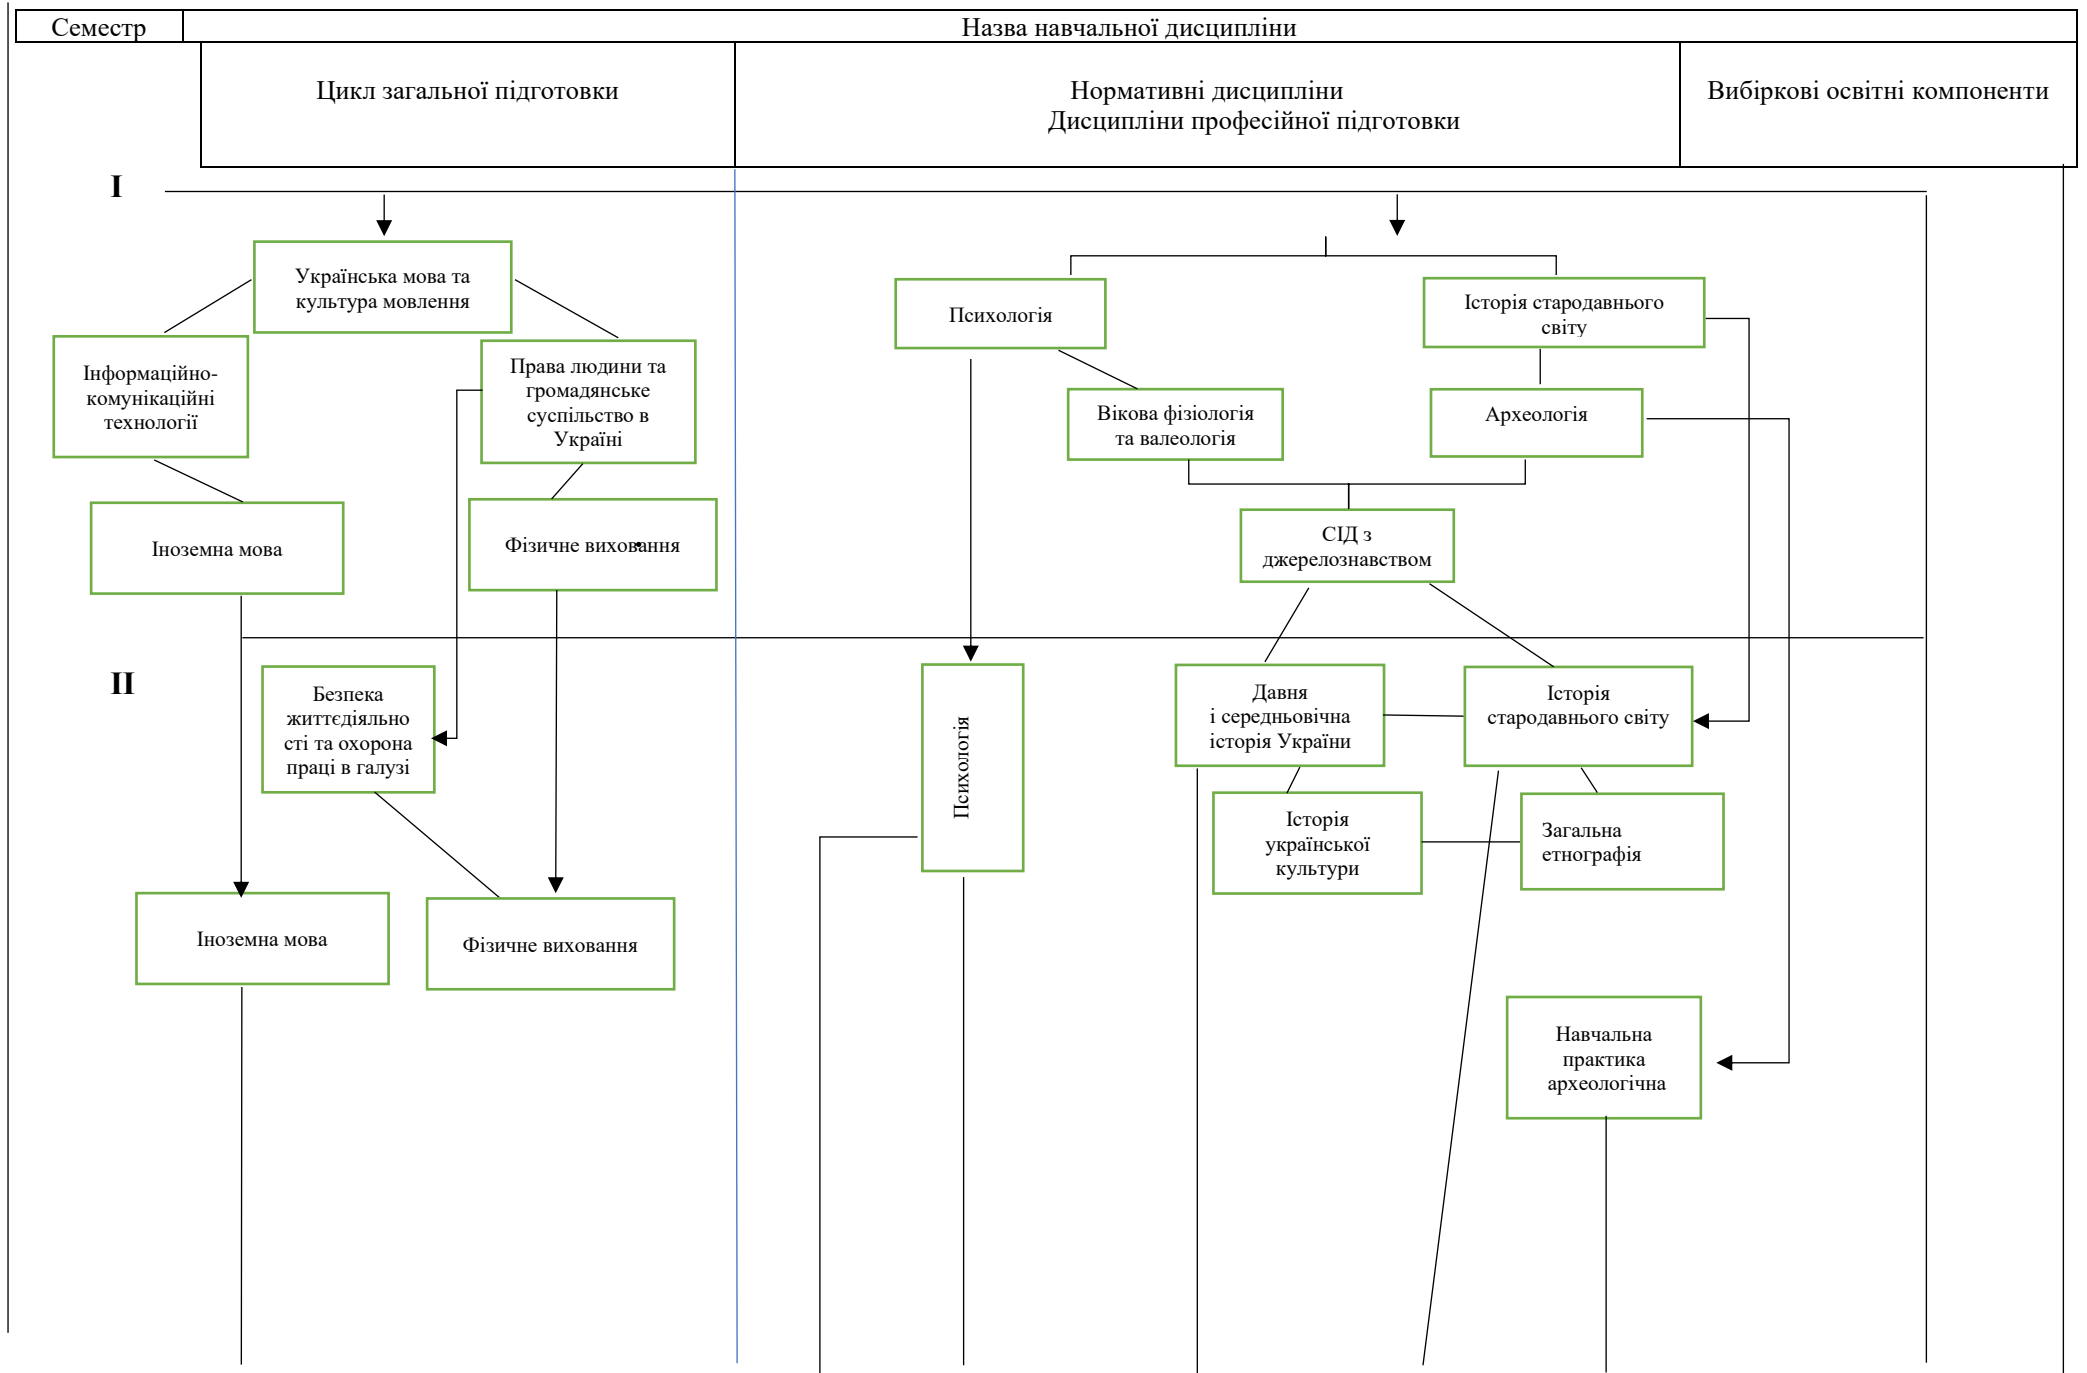 Семестр
Назва навчальної дисципліни
Цикл загальної підготовки
Нормативні дисципліни
Дисципліни професійної підготовки
Вибіркові освітні компоненти
I
Українська мова та
культура мовлення
Інформаційно-
комунікаційні
технології
Права людини та
громадянське
суспільство в
Україні
Іноземна мова
Фізичне виховання
Психологія
Історія стародавнього
світу
Вікова фізіологія
та валеологія
Археологія
СІД з
джерелознавством
II
Безпека
життєдіяльно
сті та охорона
праці в галузі
Іноземна мова
Фізичне виховання
Психологія
Давня
і середньовічна
історія України
Історія
стародавнього світу
Історія
української
культури
Загальна
етнографія
Навчальна
практика
археологічна